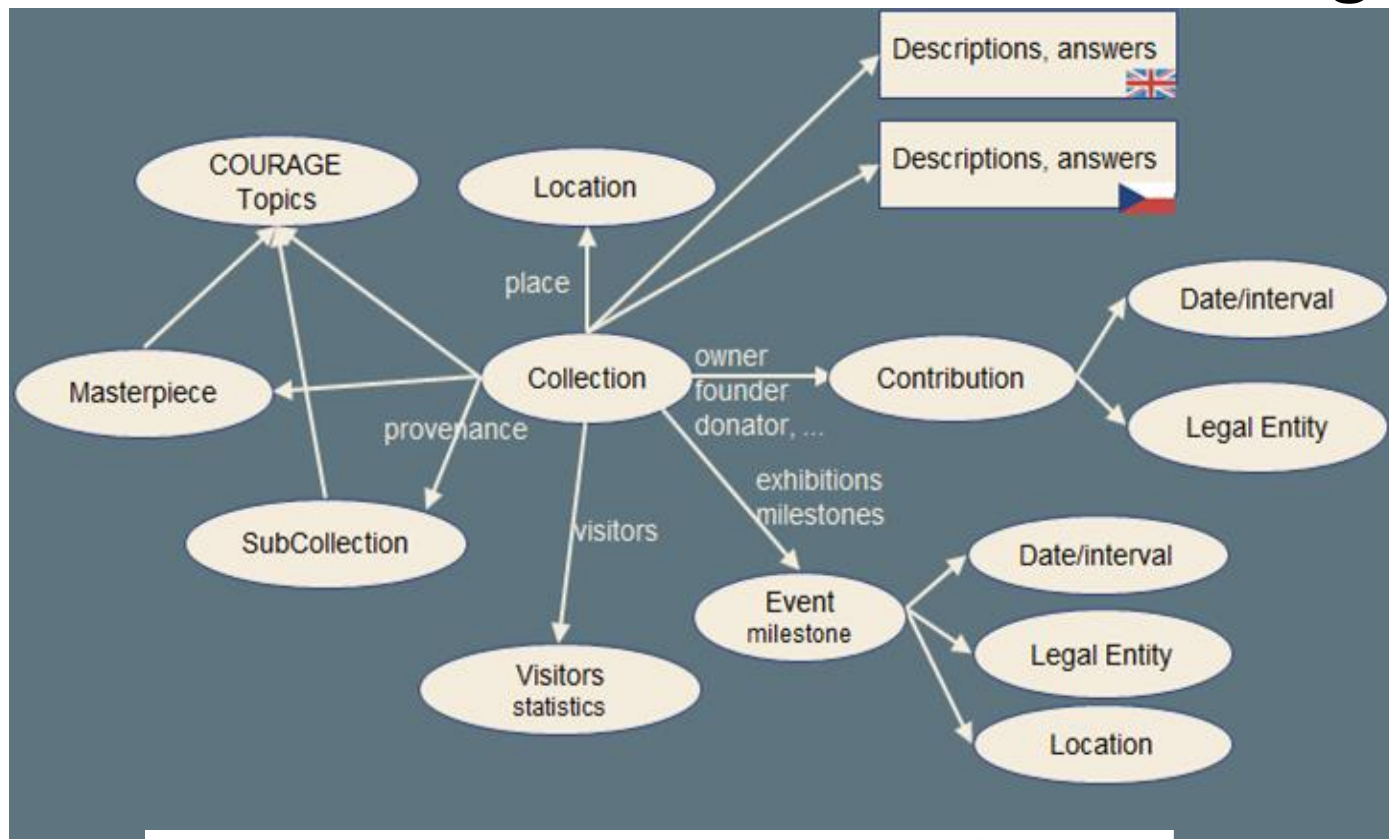 g
Descriptions, answers
Descriptions, answers
COURAGE
Topics
Location
place
Date/interval
Masterpiece
Collection
owner
founder
donator, ...
Contribution
Legal Entity
provenance
exhibitions
milestones
SubCollection
visitors
Date/interval
Event
milestone
Legal Entity
Visitors
statistics
Location